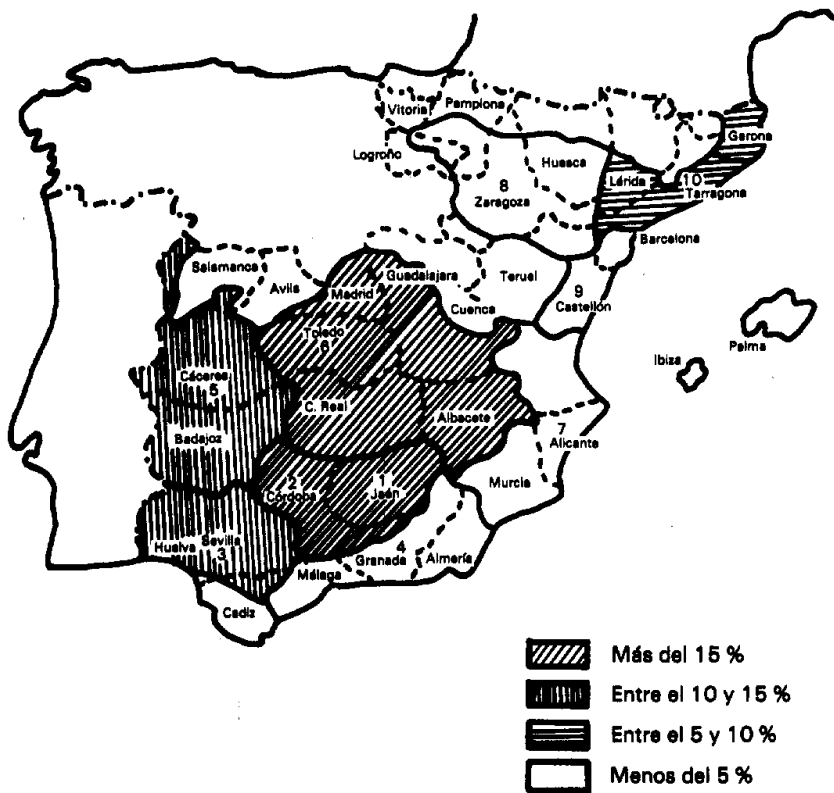 Vitoria
Pamplona
Gerona
Logroño
Huesca
8
Zaragoza
Lérida
10
Tarragona
Barcelona
Salamanca
Avila
Madrid
Guadalajara
Teruel
9
Castellón
Cuenca
Toledo
6
Palma
Ibiza
Cáceres
5
C. Real
Albacete
Badajoz
7
Alicante
2
Córdoba
1
Jaén
Murcia
Huelva
Sevilla
3
4
Granada
Almería
Málaga
Cadiz
Más del 15 %
Entre el 10 y 15 %
Entre el 5 y 10 %
Menos del 5 %